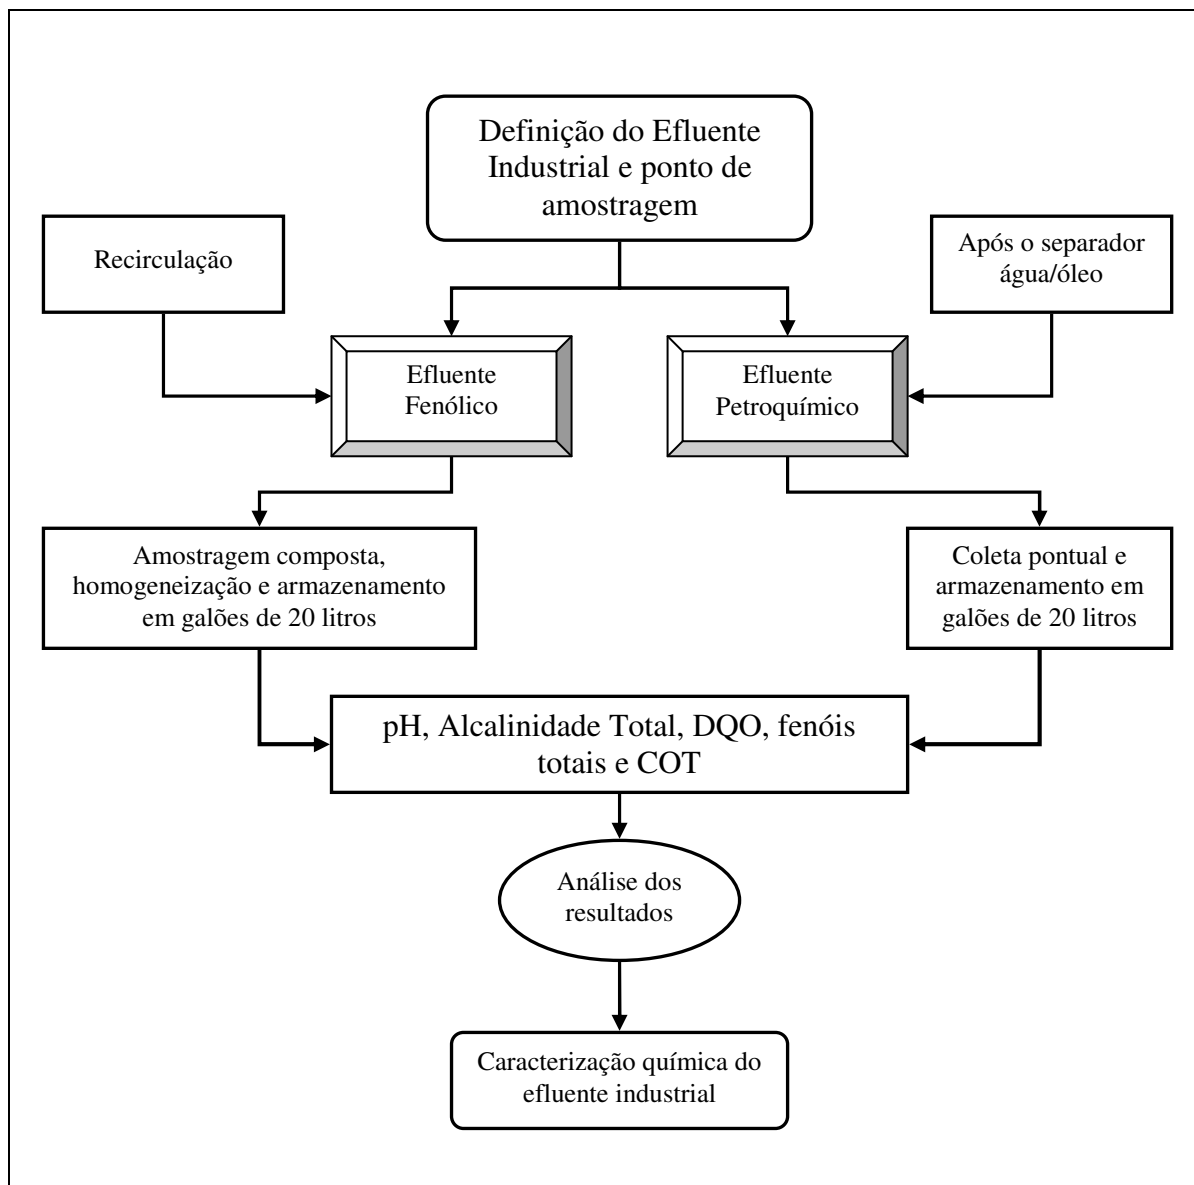 Definição do Efluente
Industrial e ponto de
amostragem
Recirculação
Após o separador
água/óleo
Efluente
Fenólico
Efluente
Petroquímico
Amostragem composta,
homogeneização e armazenamento
em galões de 20 litros
Coleta pontual e
armazenamento em
galões de 20 litros
pH, Alcalinidade Total, DQO, fenóis
totais e COT
Análise dos
resultados
Caracterização química do
efluente industrial